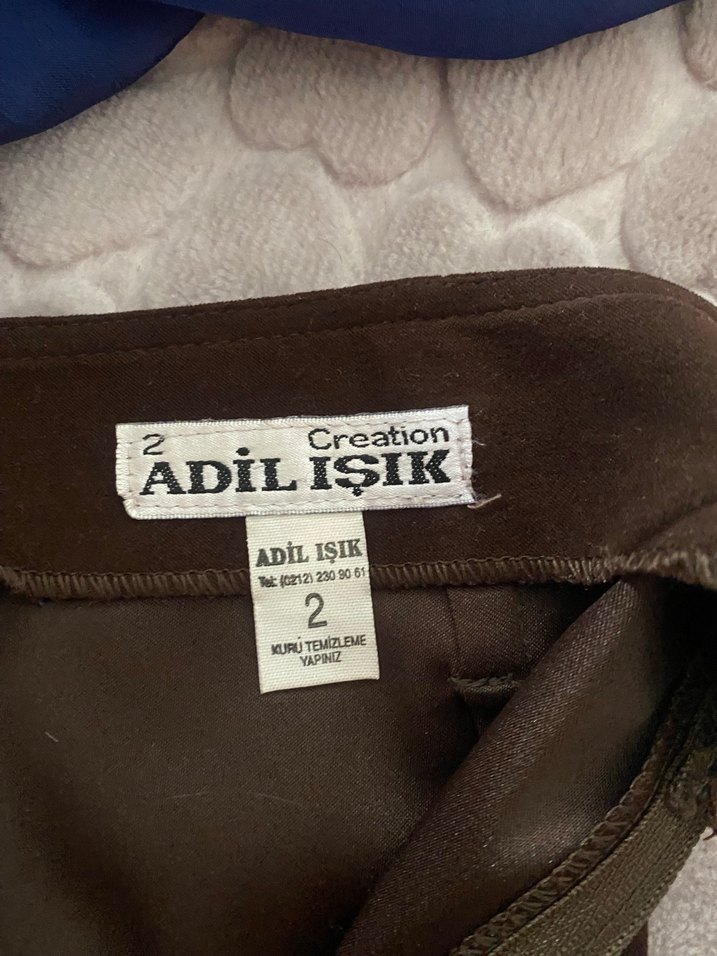 2 Creation
ADİL IŞIK
ADİL IŞIK
Tel: (0212) 230 90 61
2
KURU TEMİZLEME
YAPINIZ